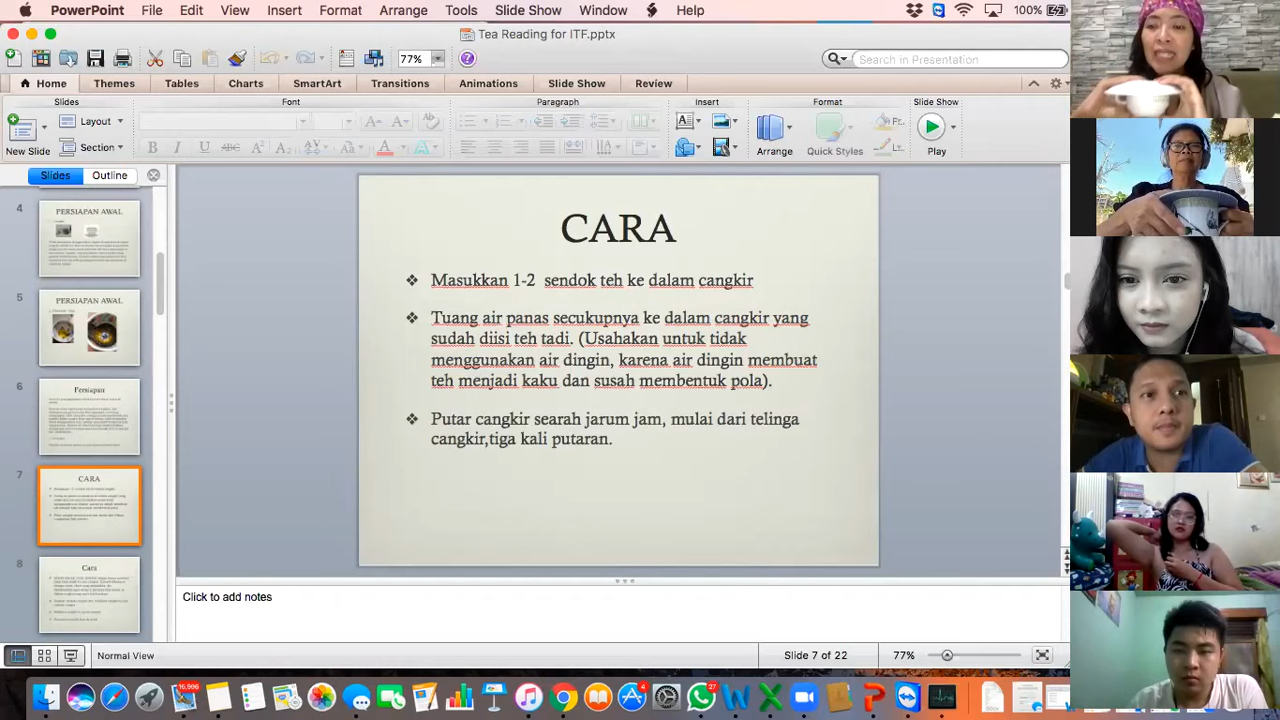 PowerPoint File Edit View Insert Format Arrange Tools Slide Show Window Help 100%
Tea Reading for ITF.pptx
77% Search in Presentation
Home Themes Tables Charts SmartArt Transitions Animations Slide Show Review
Slides Font Paragraph Insert Format Slide Show
Layout
Section
New Slide Arrange Quick Styles Play
Slides Outline
4 PERSIAPAN AWAL
5 PERSIAPAN AWAL
6 Persiapan
7 CARA
8 Cara
CARA
❖ Masukkan 1-2 sendok teh ke dalam cangkir
❖ Tuang air panas secukupnya ke dalam cangkir yang
sudah diisi teh tadi. (Usahakan untuk tidak
menggunakan air dingin, karena air dingin membuat
teh menjadi kaku dan susah membentuk pola).
❖ Putar cangkir searah jarum jam, mulai dari telinga
cangkir,tiga kali putaran.
Click to add notes
Normal View Slide 7 of 22 77%